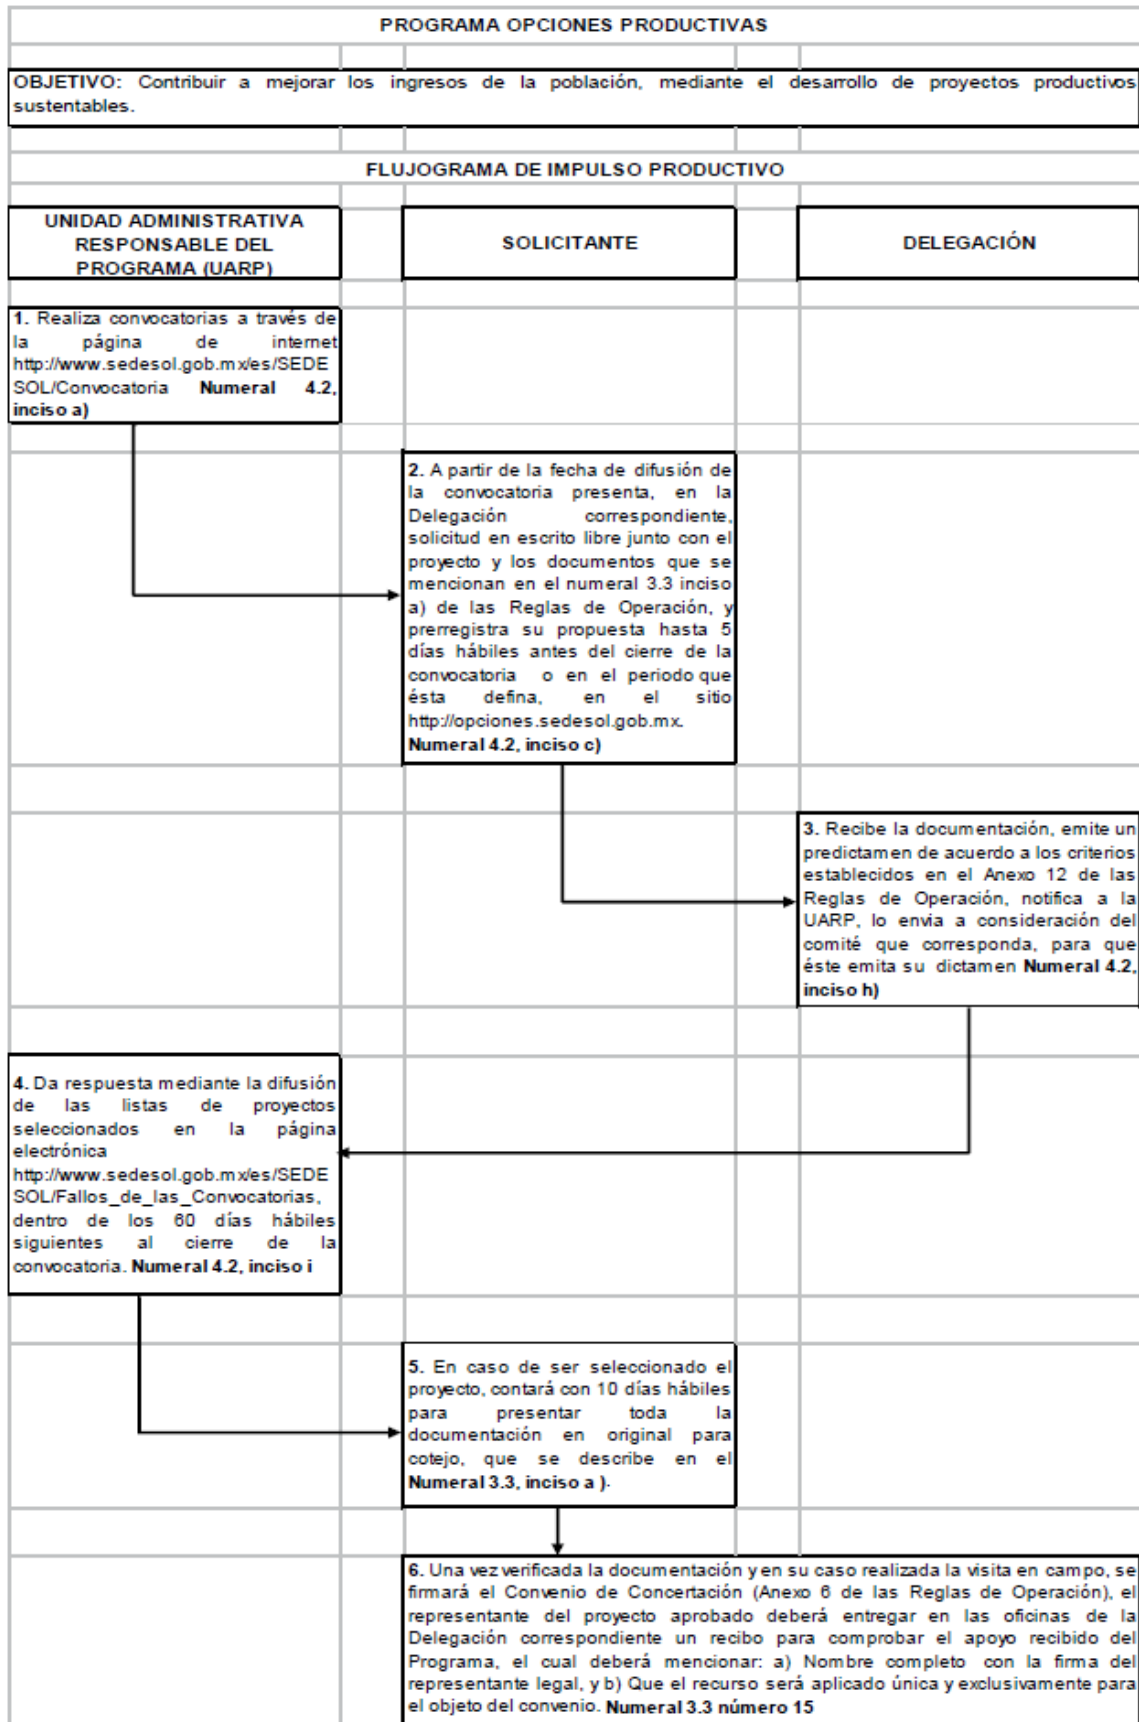 PROGRAMA OPCIONES PRODUCTIVAS
OBJETIVO: Contribuir a mejorar los ingresos de la población, mediante el desarrollo de proyectos productivos
sustentables.
FLUJOGRAMA DE IMPULSO PRODUCTIVO
UNIDAD ADMINISTRATIVA
RESPONSABLE DEL
PROGRAMA (UARP)
SOLICITANTE
DELEGACIÓN
1. Realiza convocatorias a través de
la página de internet
http://www.sedesol.gob.mx/es/SEDE
SOL/Convocatoria Numeral 4.2,
inciso a)
2. A partir de la fecha de difusión de
la convocatoria presenta, en la
Delegación correspondiente,
solicitud en escrito libre junto con el
proyecto y los documentos que se
mencionan en el numeral 3.3 inciso
a) de las Reglas de Operación, y
prerregistra su propuesta hasta 5
días hábiles antes del cierre de la
convocatoria o en el periodo que
ésta defina, en el sitio
http://opciones.sedesol.gob.mx.
Numeral 4.2, inciso c)
3. Recibe la documentación, emite un
predictamen de acuerdo a los criterios
establecidos en el Anexo 12 de las
Reglas de Operación, notifica a la
UARP, lo envia a consideración del
comité que corresponda, para que
éste emita su dictamen Numeral 4.2,
inciso h)
4. Da respuesta mediante la difusión
de las listas de proyectos
seleccionados en la página
electrónica
http://www.sedesol.gob.mx/es/SEDE
SOL/Fallos_de_las_Convocatorias,
dentro de los 60 días hábiles
siguientes al cierre de la
convocatoria. Numeral 4.2, inciso i
5. En caso de ser seleccionado el
proyecto, contará con 10 días hábiles
para presentar toda la
documentación en original para
cotejo, que se describe en el
Numeral 3.3, inciso a ).
6. Una vez verificada la documentación y en su caso realizada la visita en campo, se
firmará el Convenio de Concertación (Anexo 6 de las Reglas de Operación), el
representante del proyecto aprobado deberá entregar en las oficinas de la
Delegación correspondiente un recibo para comprobar el apoyo recibido del
Programa, el cual deberá mencionar: a) Nombre completo con la firma del
representante legal, y b) Que el recurso será aplicado única y exclusivamente para
el objeto del convenio. Numeral 3.3 número 15